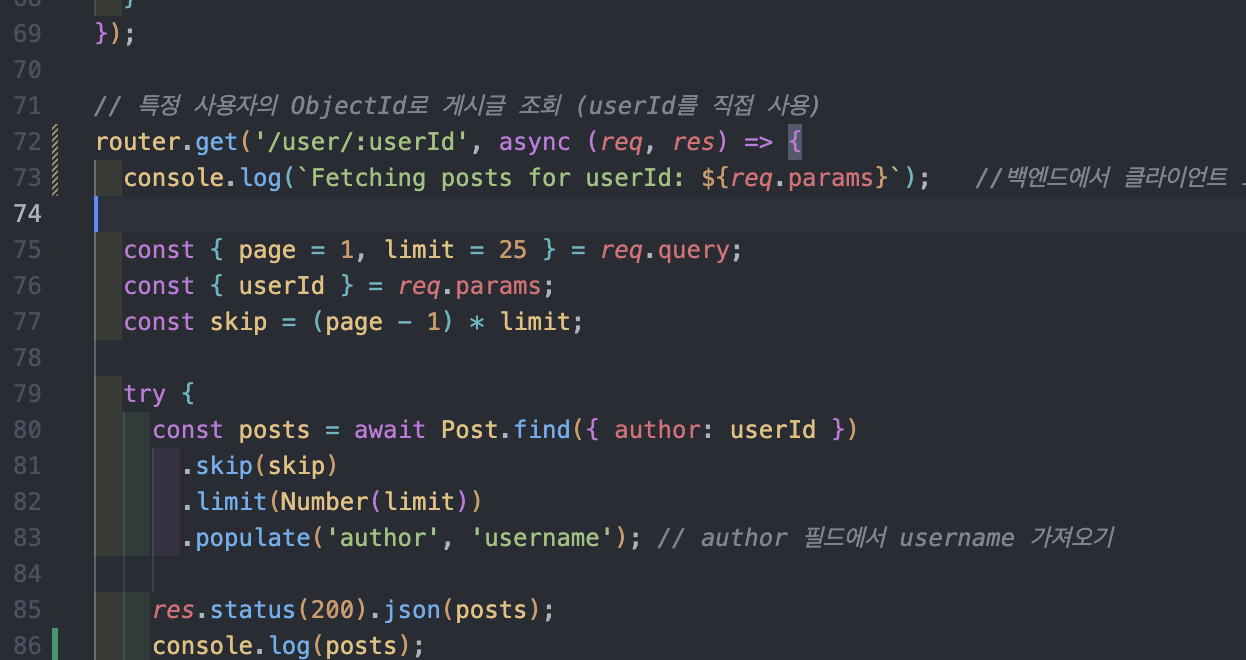 68 }
69 });
70
71 // 특정 사용자의 ObjectId로 게시글 조회 (userId를 직접 사용)
72 router.get('/user/:userId', async (req, res) => {
73 console.log(`Fetching posts for userId: ${req.params}`); //백엔드에서 클라이언트
74
75 const { page = 1, limit = 25 } = req.query;
76 const { userId } = req.params;
77 const skip = (page - 1) * limit;
78
79 try {
80 const posts = await Post.find({ author: userId })
81 .skip(skip)
82 .limit(Number(limit))
83 .populate('author', 'username'); // author 필드에서 username 가져오기
84
85 res.status(200).json(posts);
86 console.log(posts);